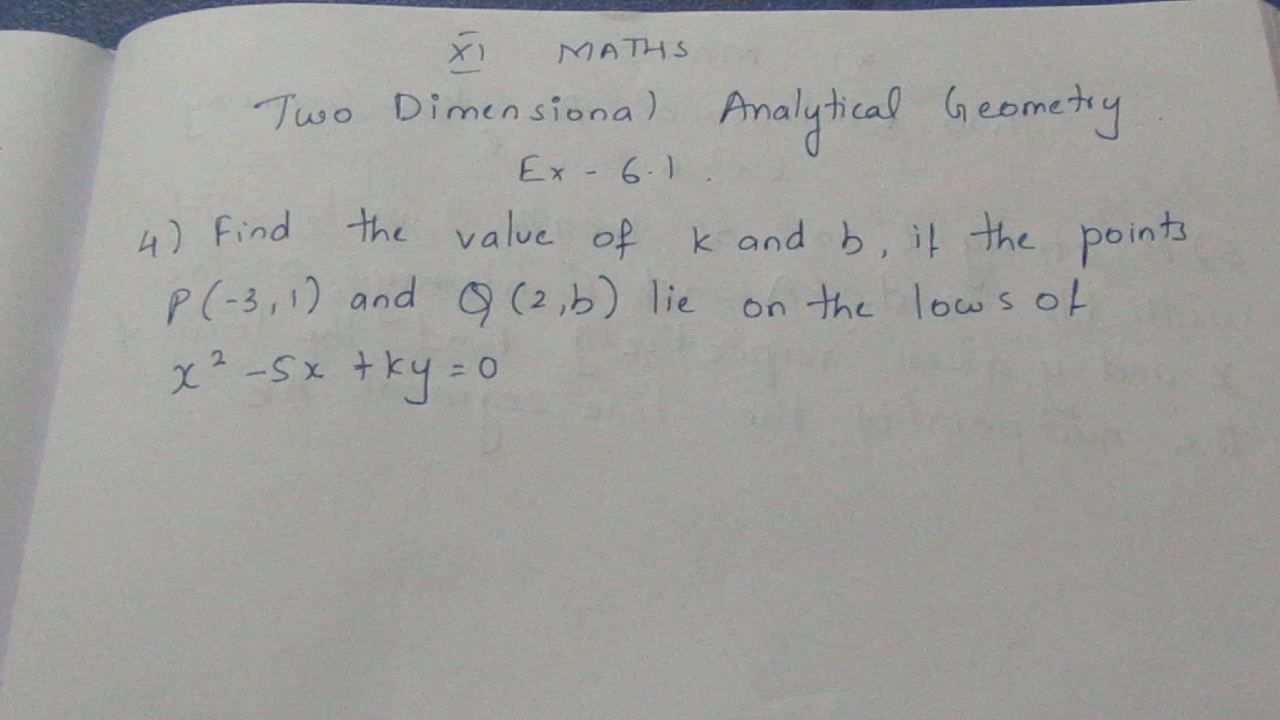 XI MATHS
Two Dimensional Analytical Geometry.
Ex - 6.1.
4) Find the value of k and b, if the points
P(-3,1) and Q(2,b) lie on the lows of
x² -5x +ky=0